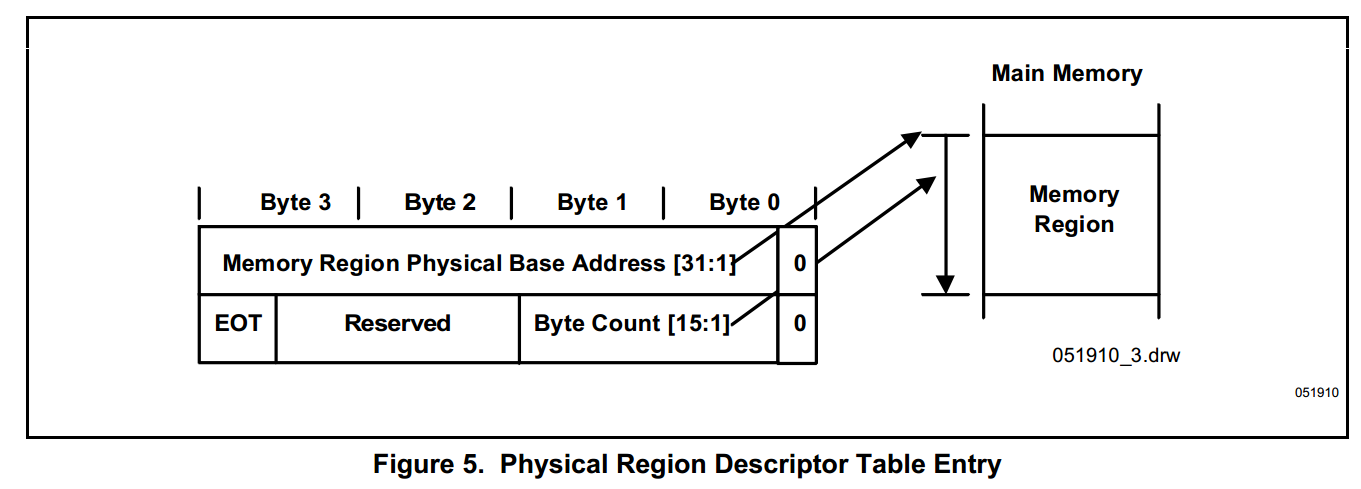 Main Memory
Byte 3 Byte 2 Byte 1 Byte 0
Memory
Region
Memory Region Physical Base Address [31:1] 0
EOT Reserved Byte Count [15:1] 0
051910_3.drw
051910
Figure 5. Physical Region Descriptor Table Entry